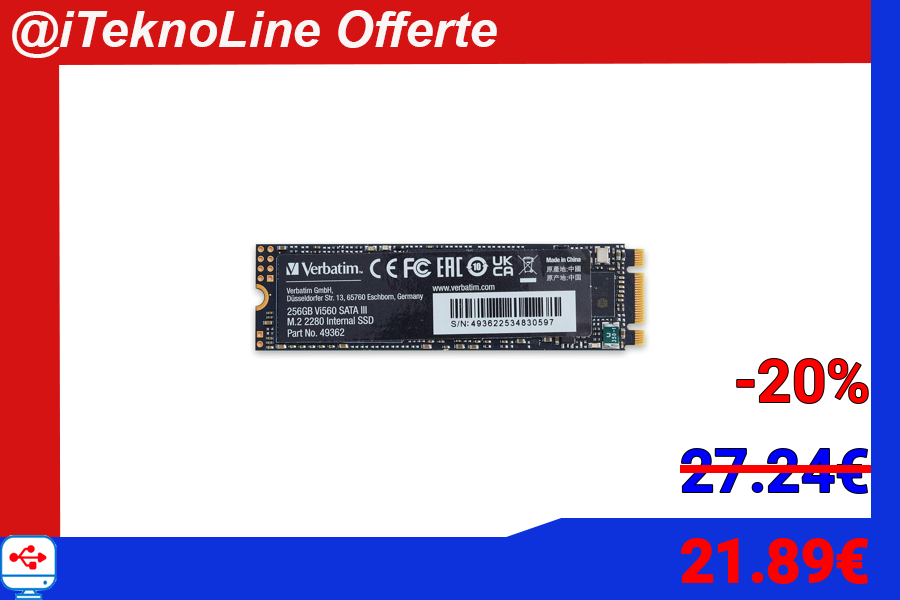 @iTeknoLine Offerte
Verbatim™ CE FC EAC 10 UK CA
Made in China
原產地:中國
原产地:中国
www.verbatim.com
Verbatim GmbH,
Düsseldorfer Str. 13, 65760 Eschborn, Germany
256GB Vi560 SATA III
M.2 2280 Internal SSD
Part No. 49362
S/N: 493622534830597
-20%
27.24€
21.89€